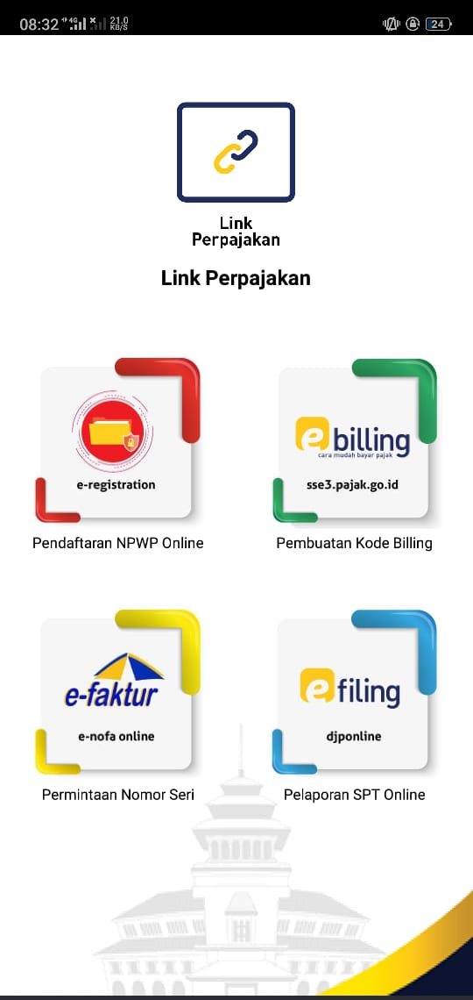 08:32 4G 21.0 KB/S 24
Link
Perpajakan
Link Perpajakan
e-registration
Pendaftaran NPWP Online
e billing
cara mudah bayar pajak
sse3.pajak.go.id
Pembuatan Kode Billing
e-faktur
e-nofa online
Permintaan Nomor Seri
e filing
djponline
Pelaporan SPT Online